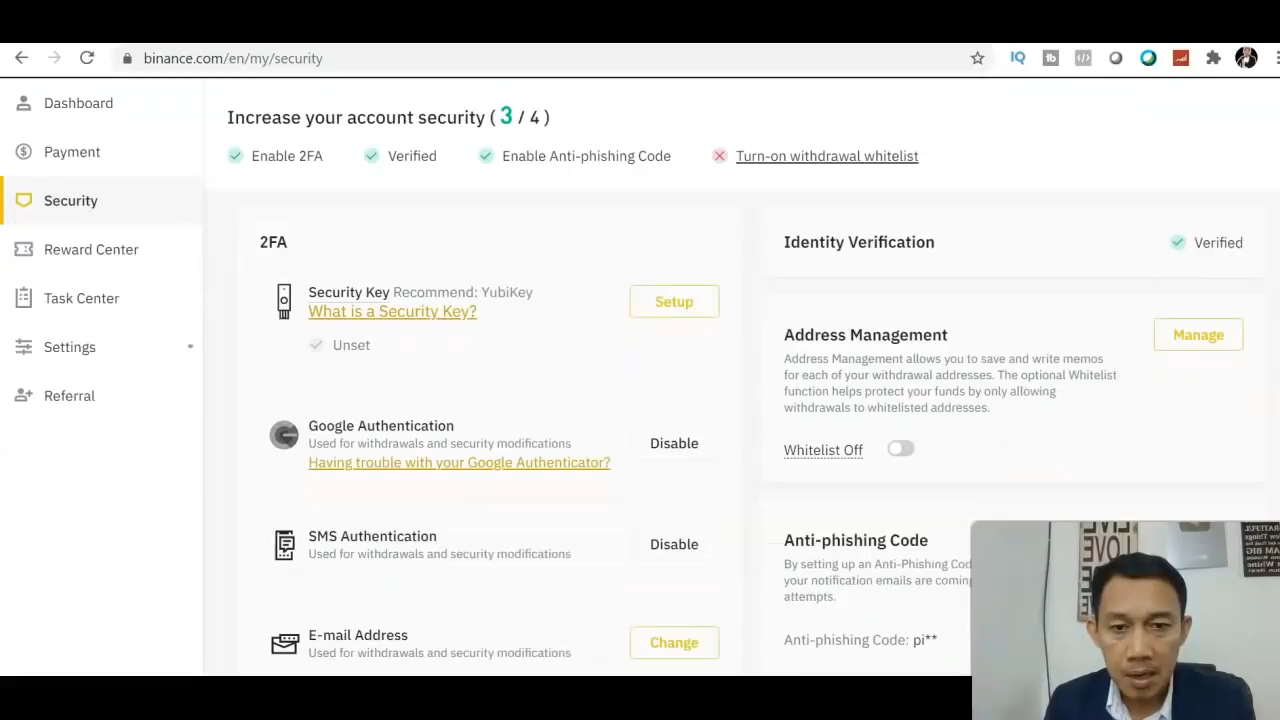 binance.com/en/my/security
IQ
tb
Dashboard
Payment
Security
Reward Center
Task Center
Settings
Referral
Increase your account security ( 3 / 4 )
Enable 2FA
Verified
Enable Anti-phishing Code
Turn-on withdrawal whitelist
2FA
Security Key Recommend: YubiKey
What is a Security Key?
Setup
Unset
Google Authentication
Used for withdrawals and security modifications
Having trouble with your Google Authenticator?
Disable
SMS Authentication
Used for withdrawals and security modifications
Disable
E-mail Address
Used for withdrawals and security modifications
Change
Identity Verification
Verified
Address Management
Address Management allows you to save and write memos
for each of your withdrawal addresses. The optional Whitelist
function helps protect your funds by only allowing
withdrawals to whitelisted addresses.
Manage
Whitelist Off
Anti-phishing Code
By setting up an Anti-Phishing Cod
your notification emails are coming
attempts.
Anti-phishing Code: pi**
LIVE
LOVE